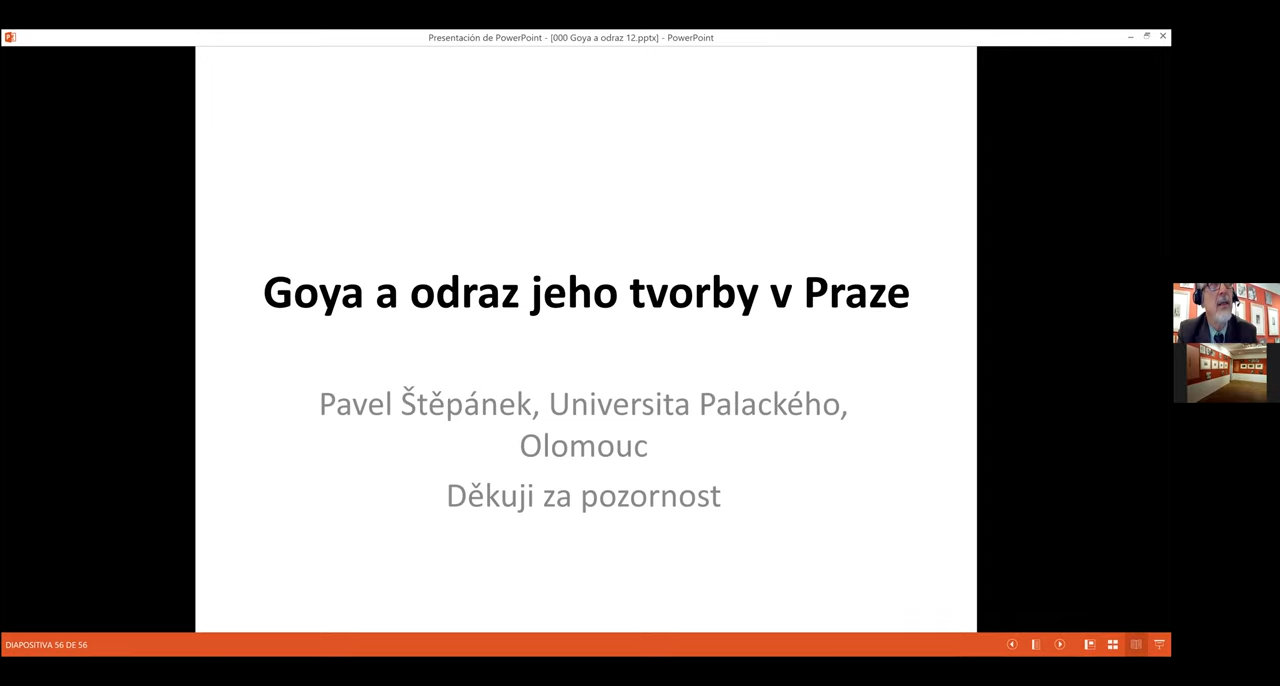 Presentación de PowerPoint - [000 Goya a odraz 12.pptx] - PowerPoint
Goya a odraz jeho tvorby v Praze
Pavel Štěpánek, Universita Palackého,
Olomouc
Děkuji za pozornost
DIAPOSITIVA 56 DE 56